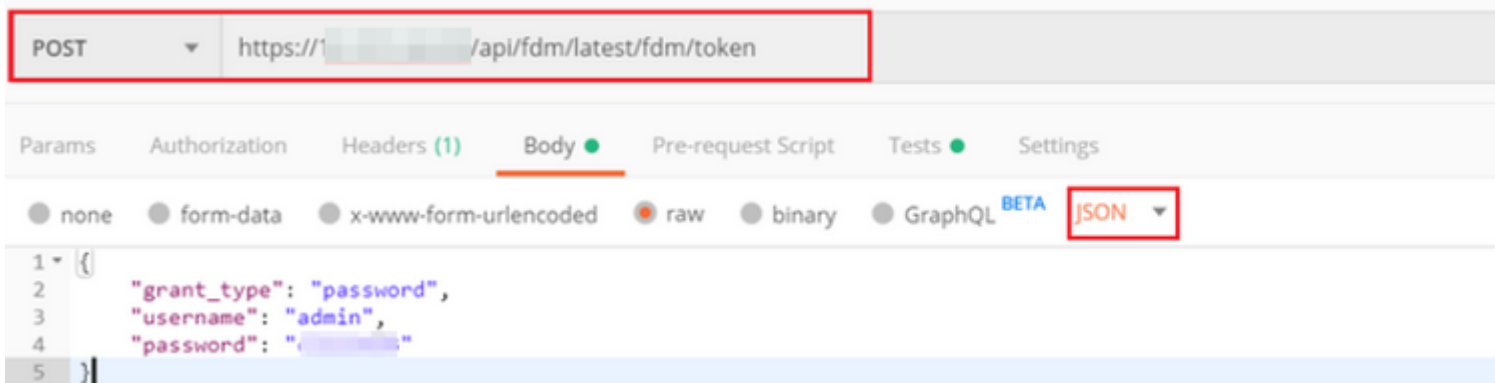 POST https://1 /api/fdm/latest/fdm/token
Params Authorization Headers (1) Body Pre-request Script Tests Settings
none form-data x-www-form-urlencoded raw binary GraphQL BETA JSON
1 {
2 "grant_type": "password",
3 "username": "admin",
4 "password": " "
5 }